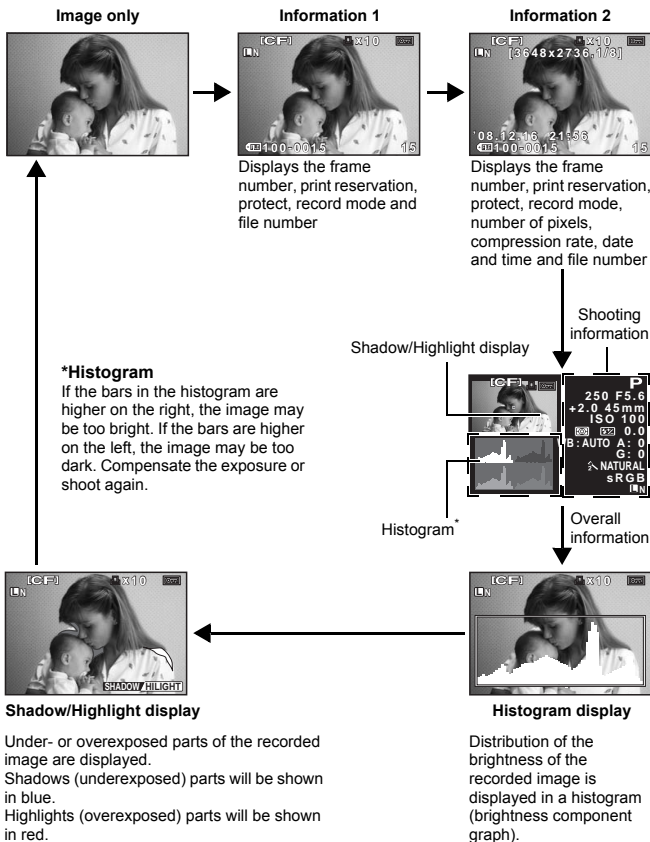 Image only
Information 1
Information 2
[CF]
x10
LN
100-0015
15
[CF]
x10
LN
[3648x2736,1/8]
'08.12.16 21:56
100-0015
15
Displays the frame
number, print reservation,
protect, record mode and
file number
Displays the frame
number, print reservation,
protect, record mode,
number of pixels,
compression rate, date
and time and file number
Shooting
information
Shadow/Highlight display
*Histogram
If the bars in the histogram are
higher on the right, the image may
be too bright. If the bars are higher
on the left, the image may be too
dark. Compensate the exposure or
shoot again.
[CF]
P
250 F5.6
+2.0 45mm
ISO 100
0.0
B:AUTO A: 0
G: 0
NATURAL
sRGB
LN
Histogram*
Overall
information
[CF]
x10
LN
SHADOW HILIGHT
[CF]
x10
LN
Shadow/Highlight display
Histogram display
Under- or overexposed parts of the recorded
image are displayed.
Shadows (underexposed) parts will be shown
in blue.
Highlights (overexposed) parts will be shown
in red.
Distribution of the
brightness of the
recorded image is
displayed in a histogram
(brightness component
graph).